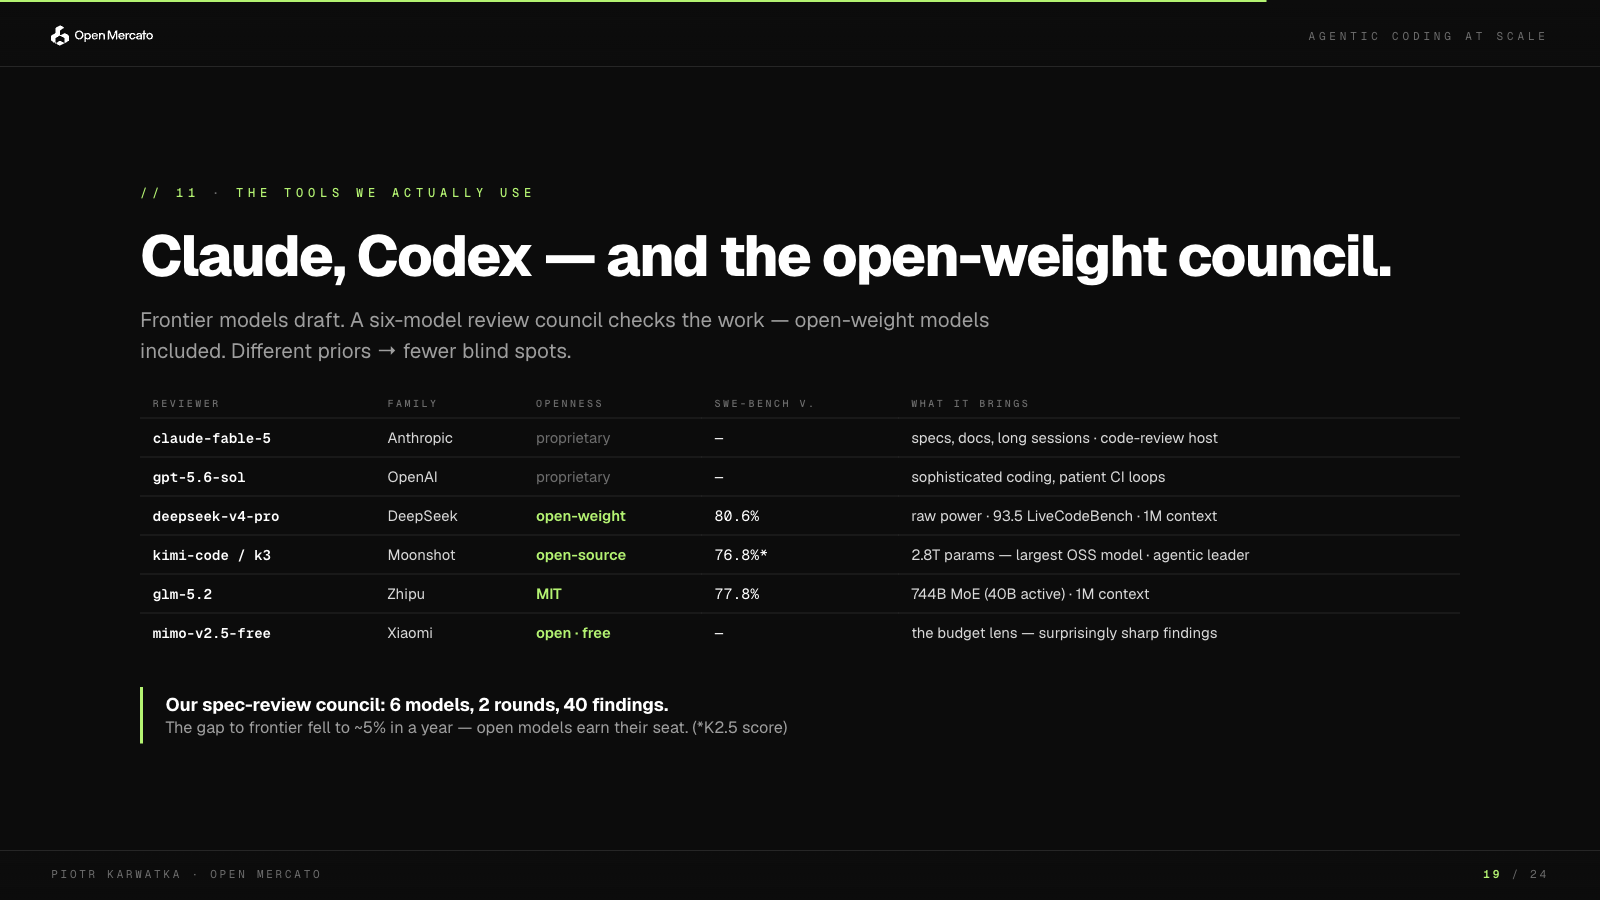 Open Mercato
AGENTIC CODING AT SCALE
// 11 · THE TOOLS WE ACTUALLY USE
Claude, Codex — and the open-weight council.
Frontier models draft. A six-model review council checks the work — open-weight models
included. Different priors → fewer blind spots.
REVIEWER FAMILY OPENNESS SWE-BENCH V. WHAT IT BRINGS
claude-fable-5 Anthropic proprietary — specs, docs, long sessions · code-review host
gpt-5.6-sol OpenAI proprietary — sophisticated coding, patient CI loops
deepseek-v4-pro DeepSeek open-weight 80.6% raw power · 93.5 LiveCodeBench · 1M context
kimi-code / k3 Moonshot open-source 76.8%* 2.8T params — largest OSS model · agentic leader
glm-5.2 Zhipu MIT 77.8% 744B MoE (40B active) · 1M context
mimo-v2.5-free Xiaomi open · free — the budget lens — surprisingly sharp findings
Our spec-review council: 6 models, 2 rounds, 40 findings.
The gap to frontier fell to ~5% in a year — open models earn their seat. (*K2.5 score)
PIOTR KARWATKA · OPEN MERCATO
19 / 24